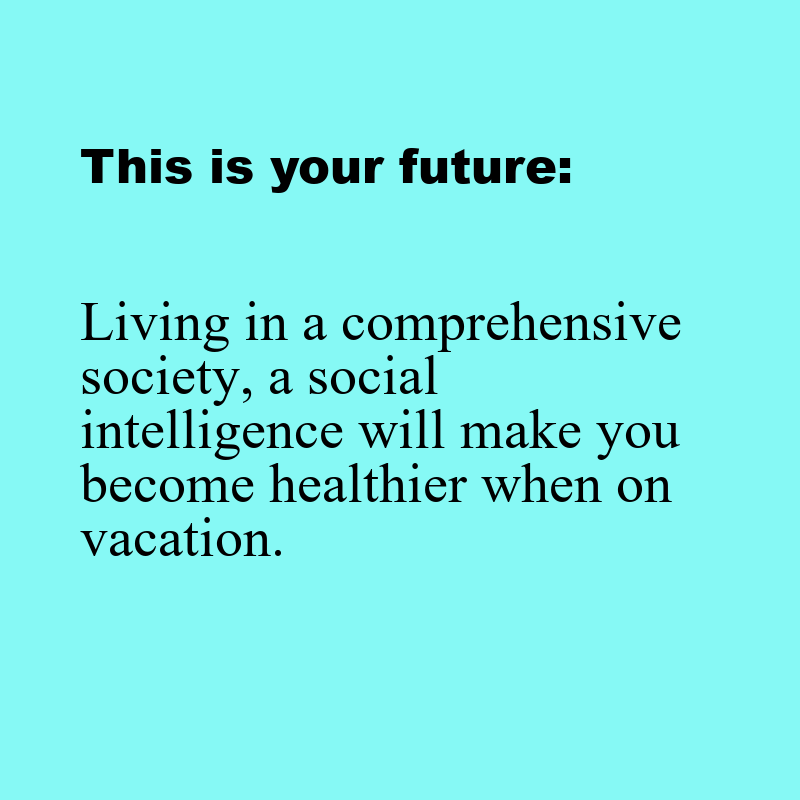 This is your future:
Living in a comprehensive
society, a social
intelligence will make you
become healthier when on
vacation.